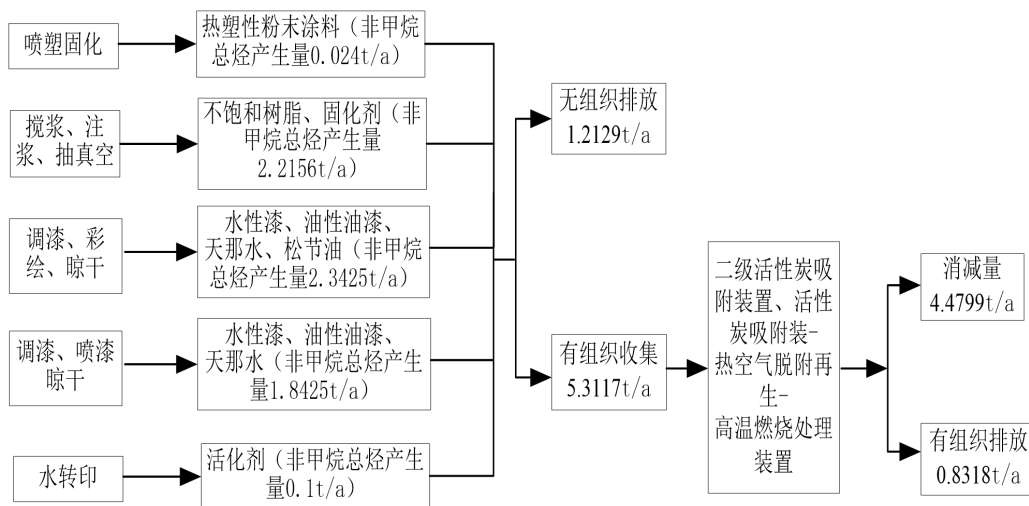 喷塑固化
热塑性粉末涂料（非甲烷
总烃产生量0.024t/a）
搅浆、注
浆、抽真空
不饱和树脂、固化剂（非
甲烷总烃产生量
2.2156t/a）
调漆、彩
绘、晾干
水性漆、油性油漆、
天那水、松节油（非甲烷
总烃产生量2.3425t/a）
调漆、喷漆
晾干
水性漆、油性油漆、
天那水（非甲烷总烃产生
量1.8425t/a）
水转印
活化剂（非甲烷总烃产生
量0.1t/a）
无组织排放
1.2129t/a
有组织收集
5.3117t/a
二级活性炭吸
附装置、活性
炭吸附装-
热空气脱附再
生-
高温燃烧处理
装置
消减量
4.4799t/a
有组织排放
0.8318t/a